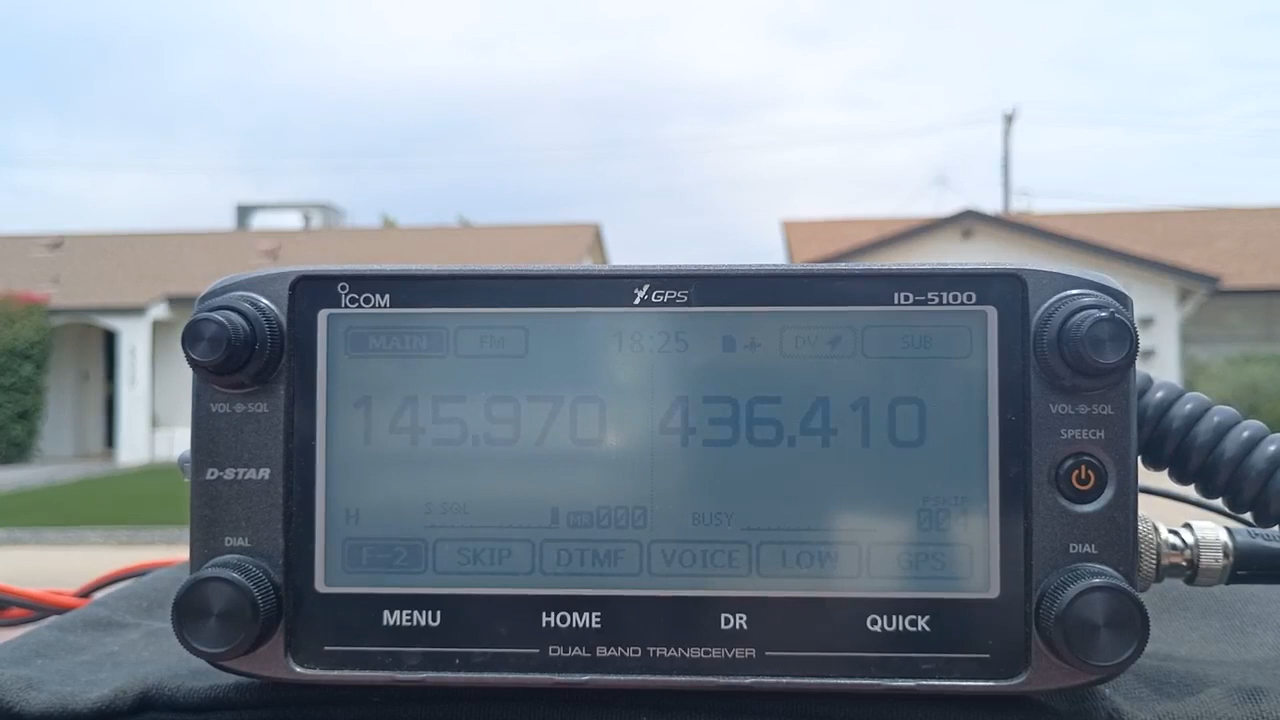 ICOM GPS ID-5100
MAIN FM 18:25 DV SUB
145.970 436.410
VOL SQL VOL SQL
SPEECH
D-STAR
H S SQL MR 000 BUSY PSKIP
F-2 SKIP DTMF VOICE LOW GPS
DIAL DIAL
MENU HOME DR QUICK
DUAL BAND TRANSCEIVER